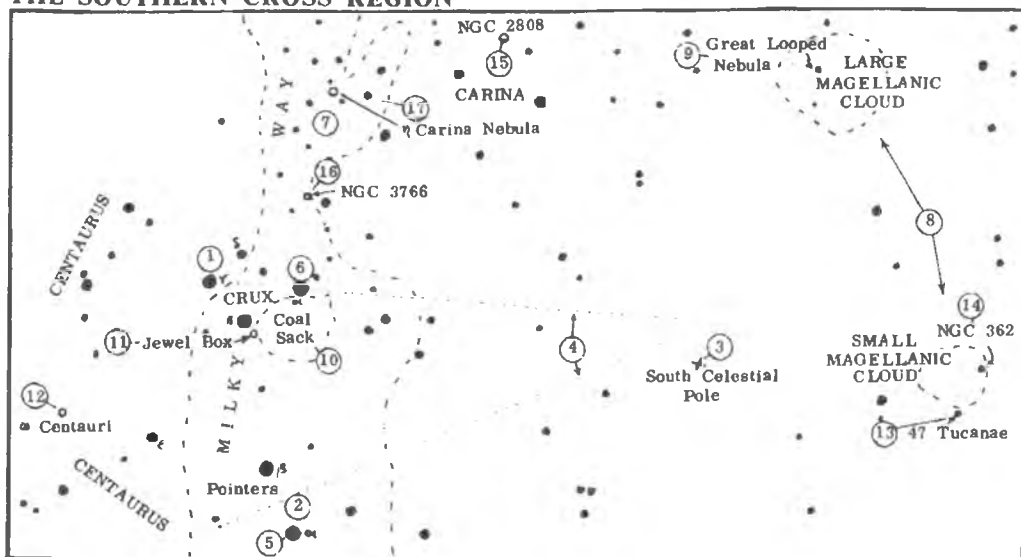 THE SOUTHERN CROSS REGION
NGC 2808
15
CARINA
9
Great Looped
Nebula
LARGE
MAGELLANIC
CLOUD
WAY
7
17
η Carina Nebula
16
NGC 3766
CENTAURUS
1
δ
γ
6
CRUX
α
β
Coal
Sack
11
Jewel Box
10
4
3
South Celestial
Pole
8
14
NGC 362
SMALL
MAGELLANIC
CLOUD
12
Centauri
13
47 Tucanae
MILKY
ε
β
Pointers
CENTAURUS
2
5
α